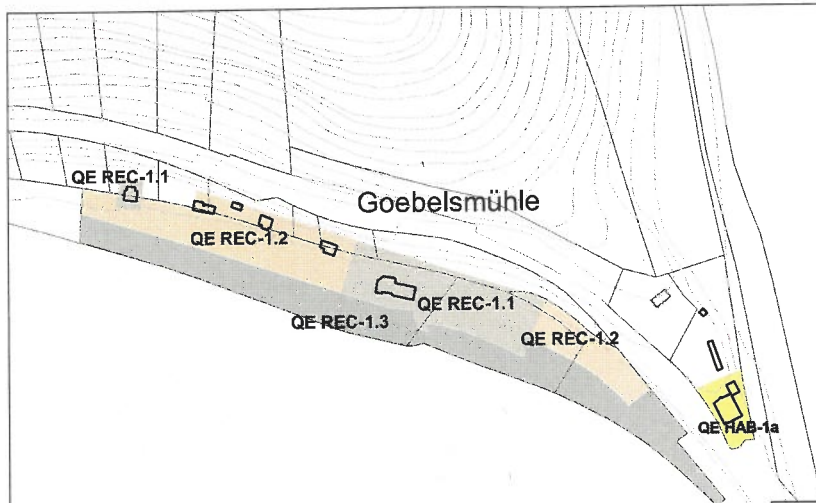 QE REC-1.1
Goebelsmühle
QE REC-1.2
QE REC-1.1
QE REC-1.3
QE REC-1.2
QE HAB-1a